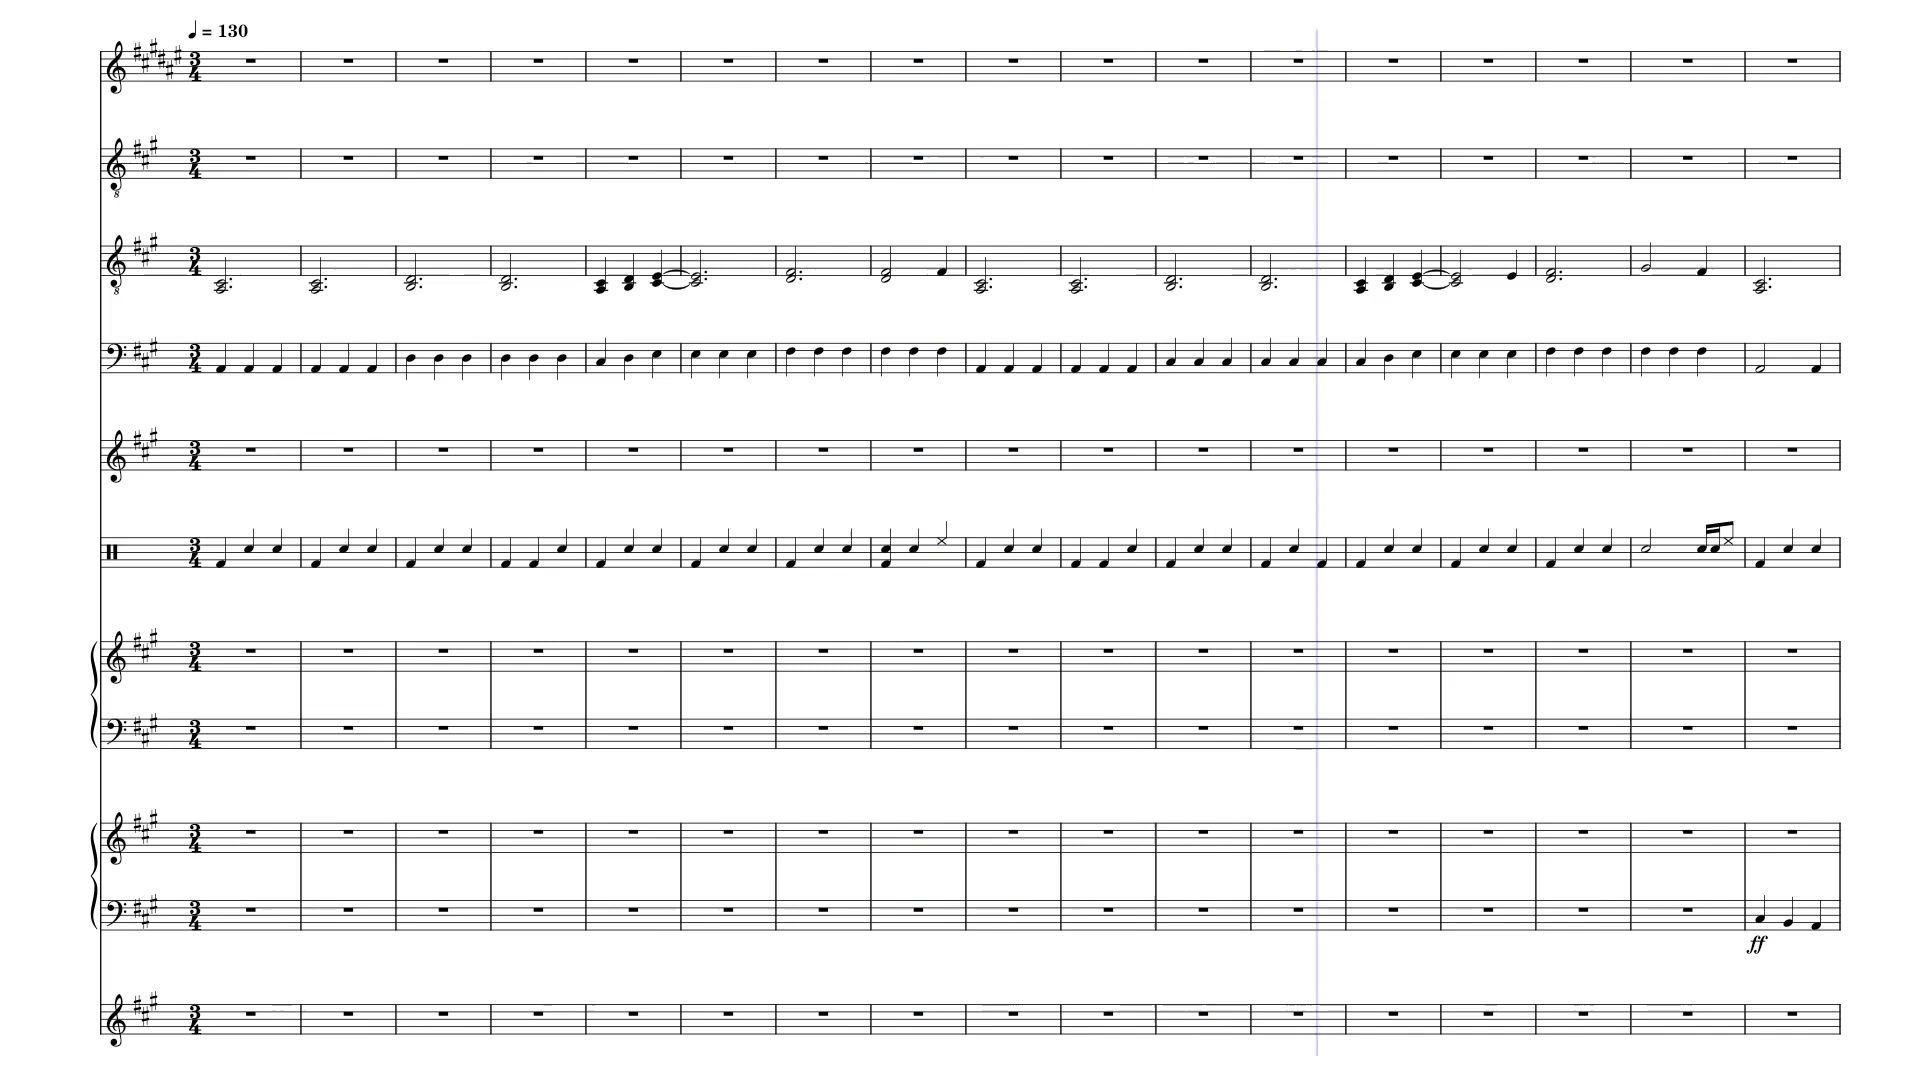 ♩ = 130
ff